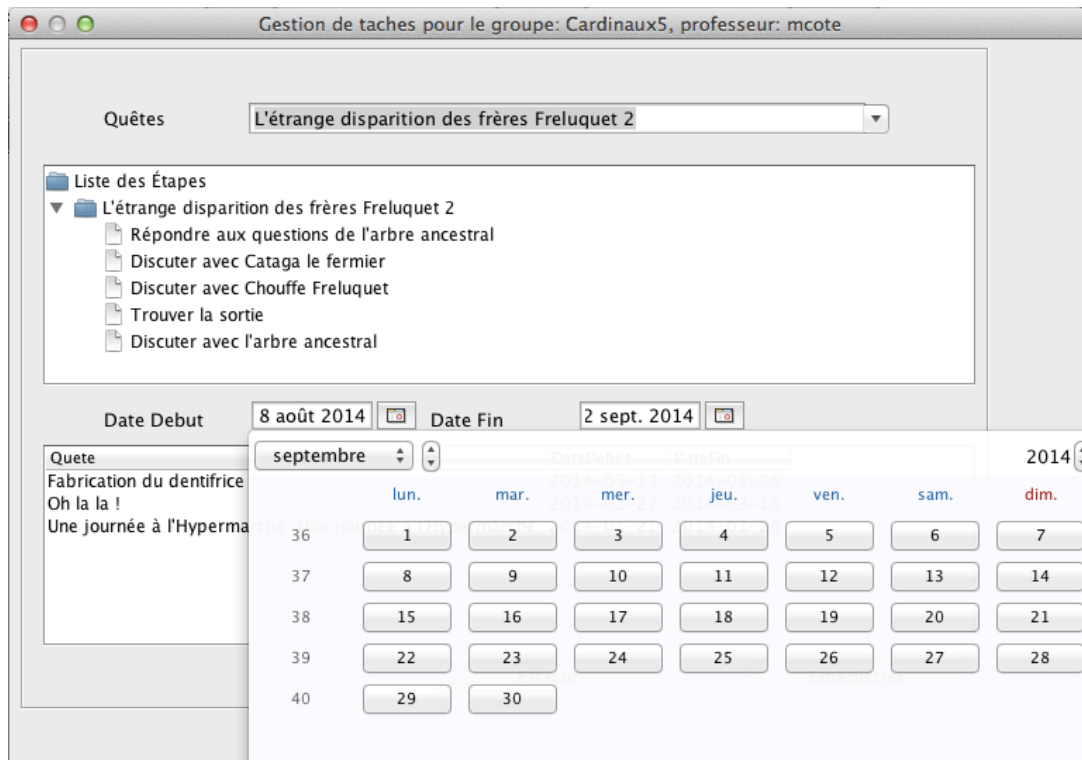 Gestion de taches pour le groupe: Cardinaux5, professeur: mcote
Quêtes L'étrange disparition des frères Freluquet 2
Liste des Étapes
L'étrange disparition des frères Freluquet 2
Répondre aux questions de l'arbre ancestral
Discuter avec Cataga le fermier
Discuter avec Chouffe Freluquet
Trouver la sortie
Discuter avec l'arbre ancestral
Date Debut 8 août 2014 Date Fin 2 sept. 2014
Quete DateDebut DateFin
Fabrication du dentifrice
Oh la la !
Une journée à l'Hyperma
septembre 2014
lun. mar. mer. jeu. ven. sam. dim.
36 1 2 3 4 5 6 7
37 8 9 10 11 12 13 14
38 15 16 17 18 19 20 21
39 22 23 24 25 26 27 28
40 29 30
Effacer Enregistrer